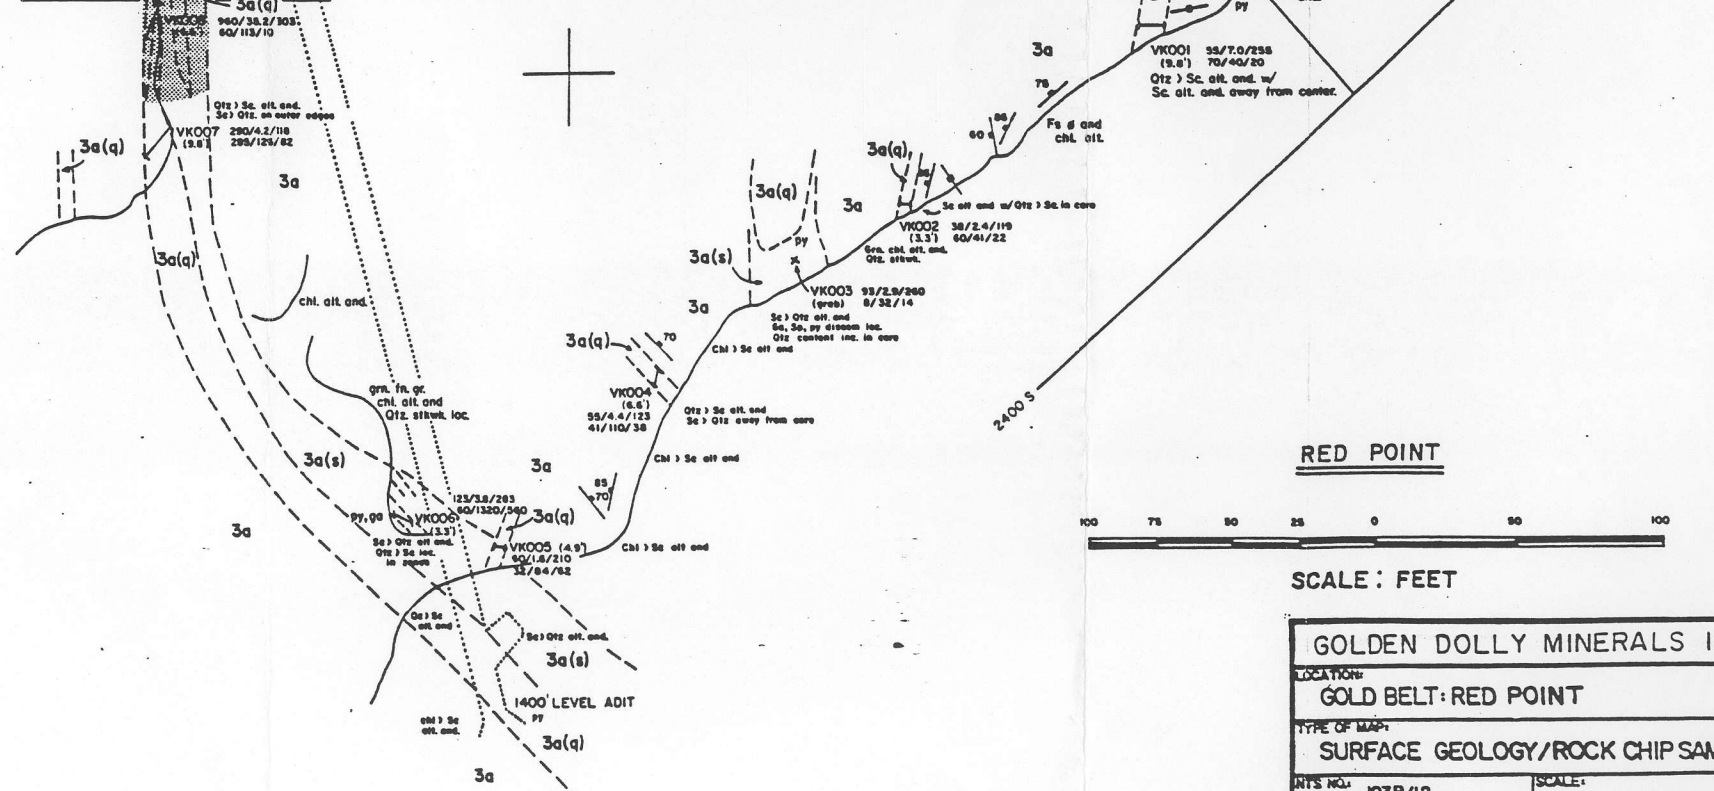 3a(q)
VK008 960/38.2/303
(6.6') 60/113/10
Qtz > Sc. alt. and.
Sc > Qtz. on outer edges
VK007 290/4.2/118
(9.8') 295/126/82
3a(q)
3a
3a(q)
chl. alt. and.
grn. fn. gr.
chl. alt. and
Qtz. stkwk. loc.
3a(s)
3a
py, ga
VK006
(3.3')
123/3.8/293
60/1320/540
Sc > Qtz alt and.
Qtz > Sc loc.
in zones
3a
3a(q)
VK005 (4.9')
90/1.6/210
32/84/62
Sc > Qtz alt. and.
3a(s)
1400' LEVEL ADIT
py
3a(q)
chl > Sc
alt. and.
3a
85
70
Chl > Sc alt and
Chl > Sc alt and
3a(q)
70
VK004
(6.6')
55/4.4/123
41/110/38
Qtz > Sc alt. and
Sc > Qtz away from core
Chl > Sc alt and
3a(q)
py
3a(s)
3a
VK003 93/2.9/260
(grab) 8/32/14
Sc > Qtz alt. and
Ga, Sp, py dissem loc.
Qtz content inc. in core
3a
3a(q)
Sc alt and w/Qtz > Sc. in core
VK002 38/2.4/119
(3.3') 60/41/22
Grn. chl. alt. and.
Qtz. stkwk.
60
86
Fs φ and
chl. alt.
75
3a
py
VK001 55/7.0/258
(9.8') 70/40/20
Qtz > Sc. alt. and. w/
Sc. alt. and. away from center.
2400 S
RED POINT
100 75 50 25 0 50 100
SCALE: FEET
GOLDEN DOLLY MINERALS
LOCATION:
GOLD BELT: RED POINT
TYPE OF MAP:
SURFACE GEOLOGY/ROCK CHIP SAM
NTS NO.: SCALE: